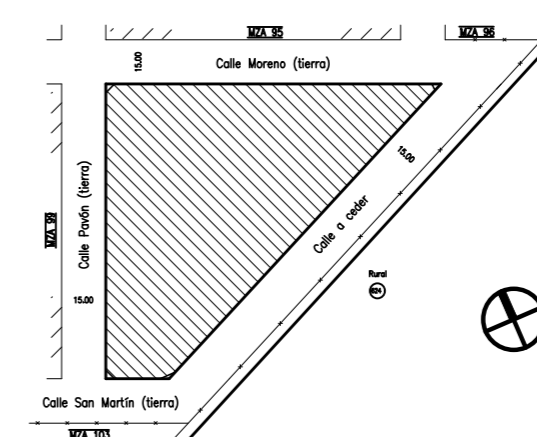 MZA 95
MZA 96
15.00
Calle Moreno (tierra)
15.00
Calle Pavón (tierra)
MZA 99
Calle a ceder
Rural
624
15.00
Calle San Martín (tierra)
MZA 103